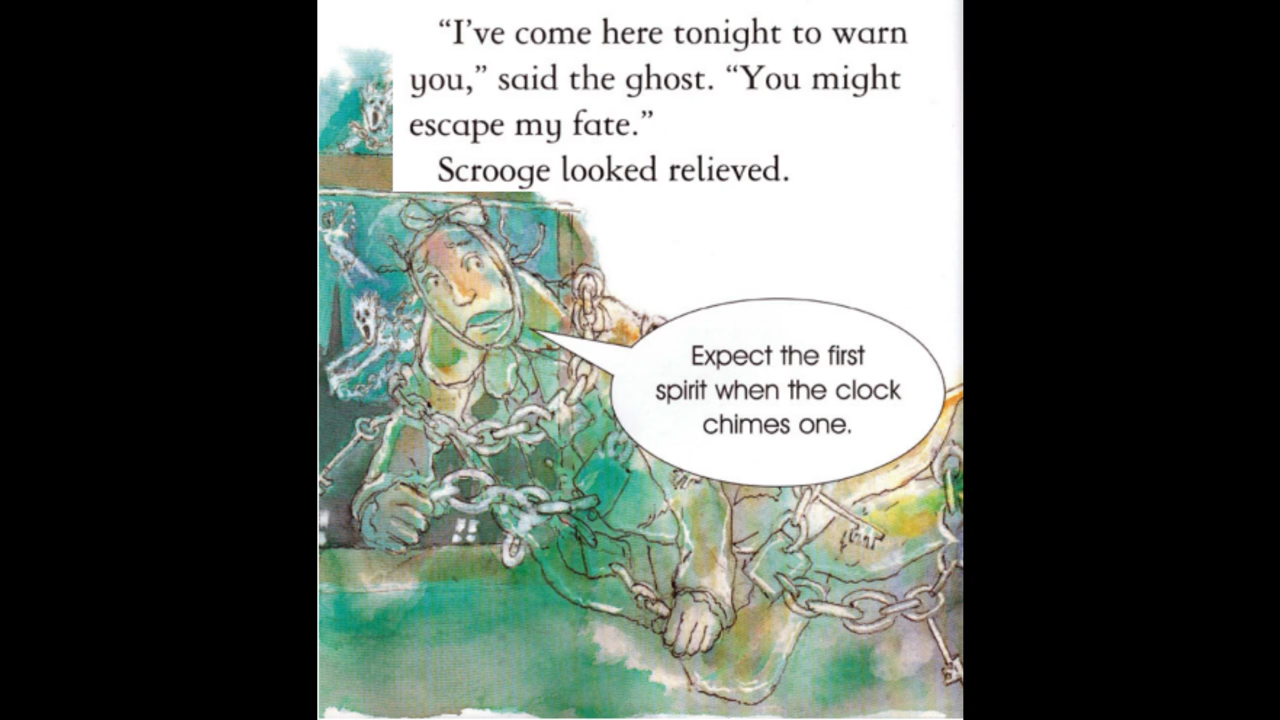 “I’ve come here tonight to warn
you,” said the ghost. “You might
escape my fate.”
Scrooge looked relieved.
Expect the first
spirit when the clock
chimes one.